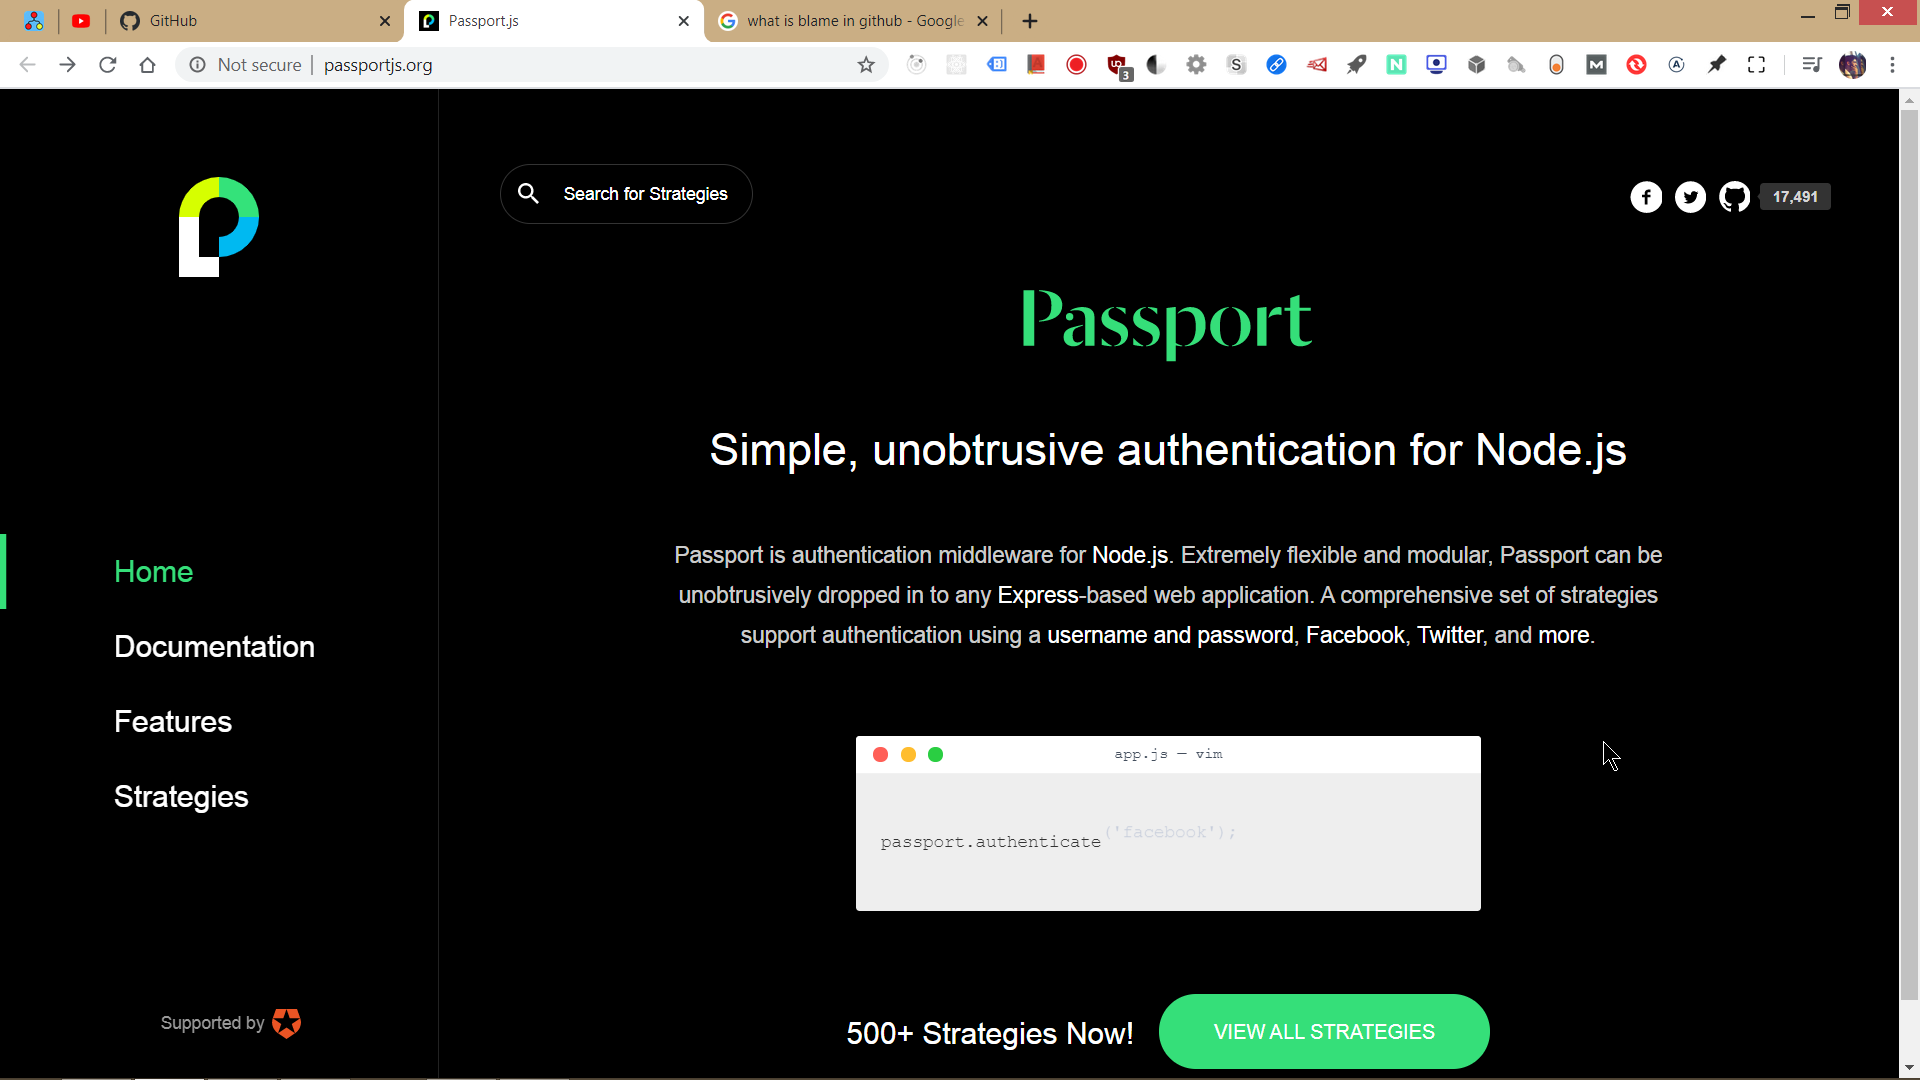 GitHub
Passport.js
what is blame in github - Google
Not secure
passportjs.org
3
Search for Strategies
17,491
Passport
Simple, unobtrusive authentication for Node.js
Passport is authentication middleware for Node.js. Extremely flexible and modular, Passport can be
unobtrusively dropped in to any Express-based web application. A comprehensive set of strategies
support authentication using a username and password, Facebook, Twitter, and more.
Home
Documentation
Features
Strategies
app.js — vim
passport.authenticate('facebook');
Supported by
500+ Strategies Now!
VIEW ALL STRATEGIES